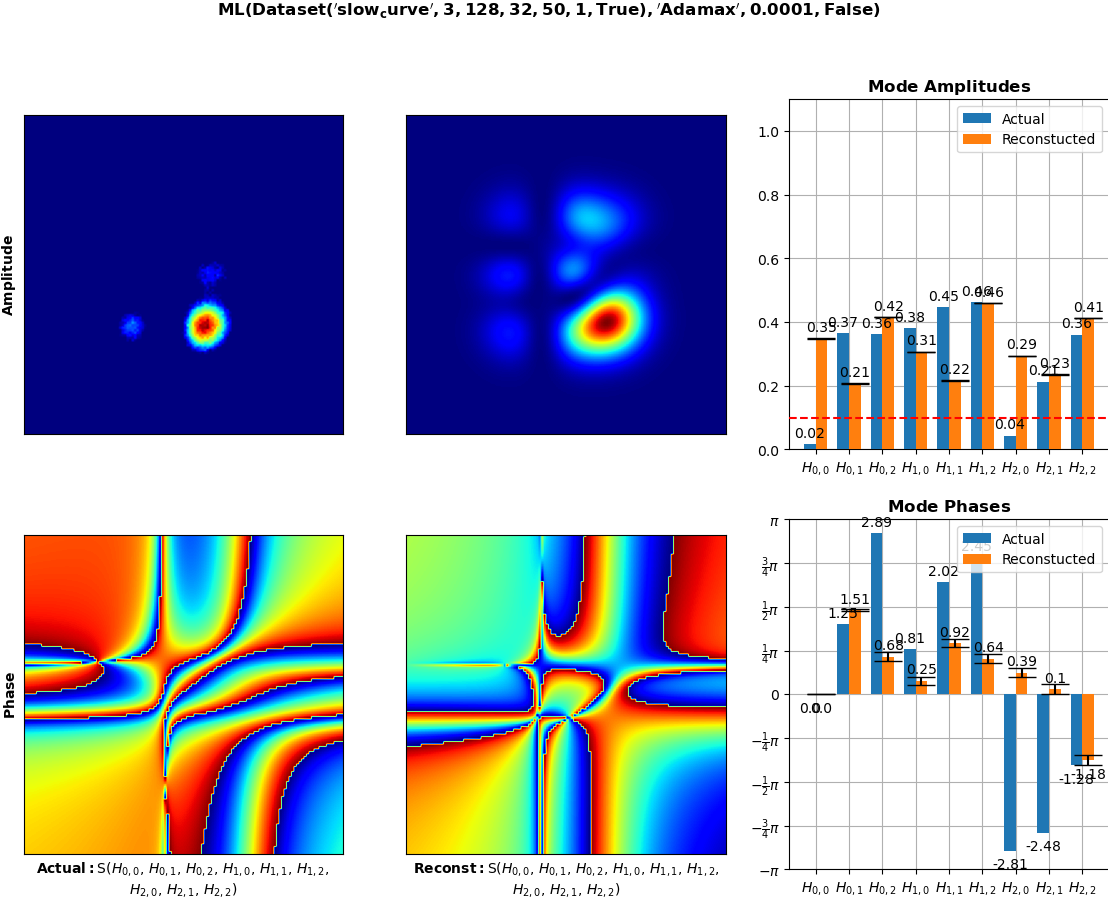 ML(Dataset('slow_curve', 3, 128, 32, 50, 1, True), 'Adamax', 0.0001, False)
Amplitude
Mode Amplitudes
Actual
Reconstucted
1.0
0.8
0.6
0.4
0.2
0.0
0.02 0.37 0.36 0.38 0.45 0.46 0.04 0.21 0.36
0.35 0.21 0.42 0.31 0.22 0.46 0.29 0.23 0.41
H0,0 H0,1 H0,2 H1,0 H1,1 H1,2 H2,0 H2,1 H2,2
Phase
Mode Phases
Actual
Reconstucted
π
3/4π
1/2π
1/4π
0
−1/4π
−1/2π
−3/4π
−π
0.0 1.25 2.89 0.81 2.02 2.45 -2.81 -2.48 -1.28
0.0 1.51 0.68 0.25 0.92 0.64 0.39 0.1 -1.18
H0,0 H0,1 H0,2 H1,0 H1,1 H1,2 H2,0 H2,1 H2,2
Actual: S(H0,0, H0,1, H0,2, H1,0, H1,1, H1,2,
H2,0, H2,1, H2,2)
Reconst: S(H0,0, H0,1, H0,2, H1,0, H1,1, H1,2,
H2,0, H2,1, H2,2)